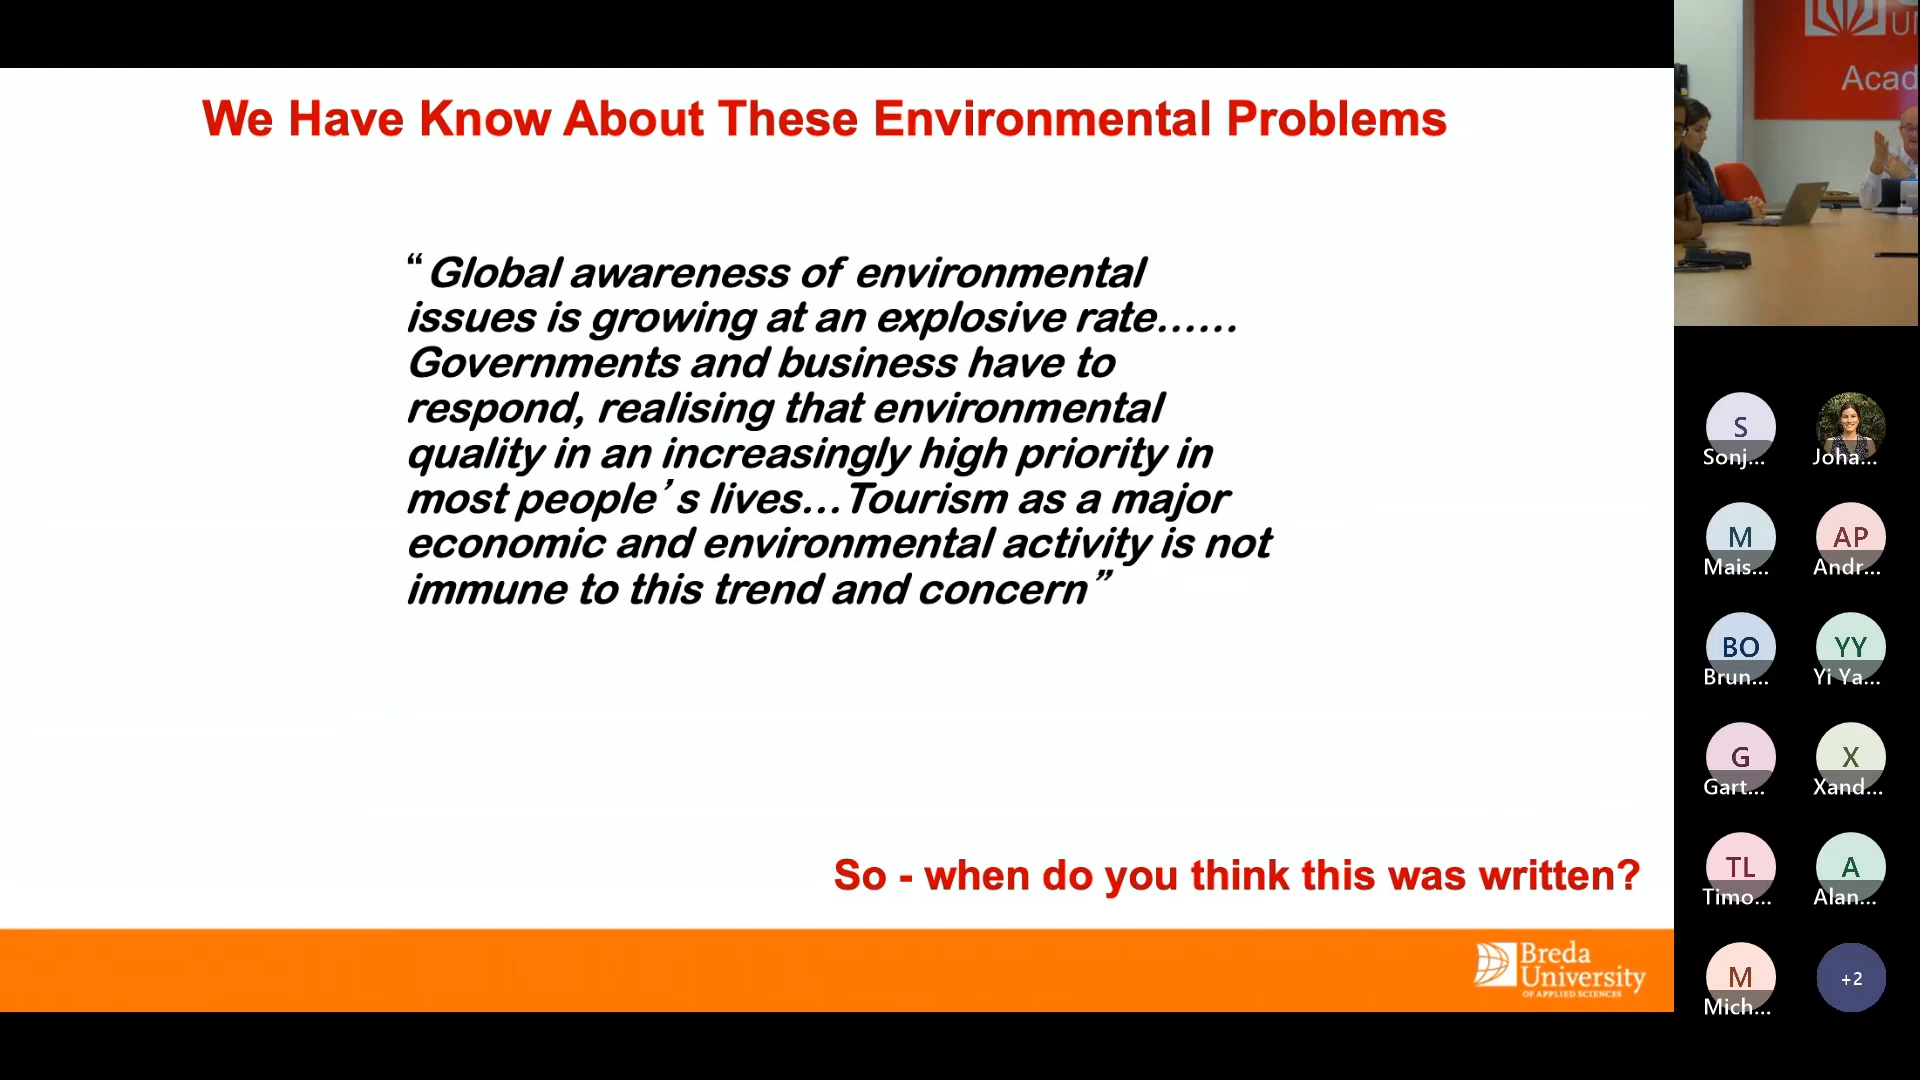 We Have Know About These Environmental Problems
“Global awareness of environmental
issues is growing at an explosive rate......
Governments and business have to
respond, realising that environmental
quality in an increasingly high priority in
most people’s lives...Tourism as a major
economic and environmental activity is not
immune to this trend and concern”
So - when do you think this was written?
Breda
University
OF APPLIED SCIENCES
Acad
S
Sonj...
Joha...
M
Mais...
AP
Andr...
BO
Brun...
YY
Yi Ya...
G
Gart...
X
Xand...
TL
Timo...
A
Alan...
M
Mich...
+2